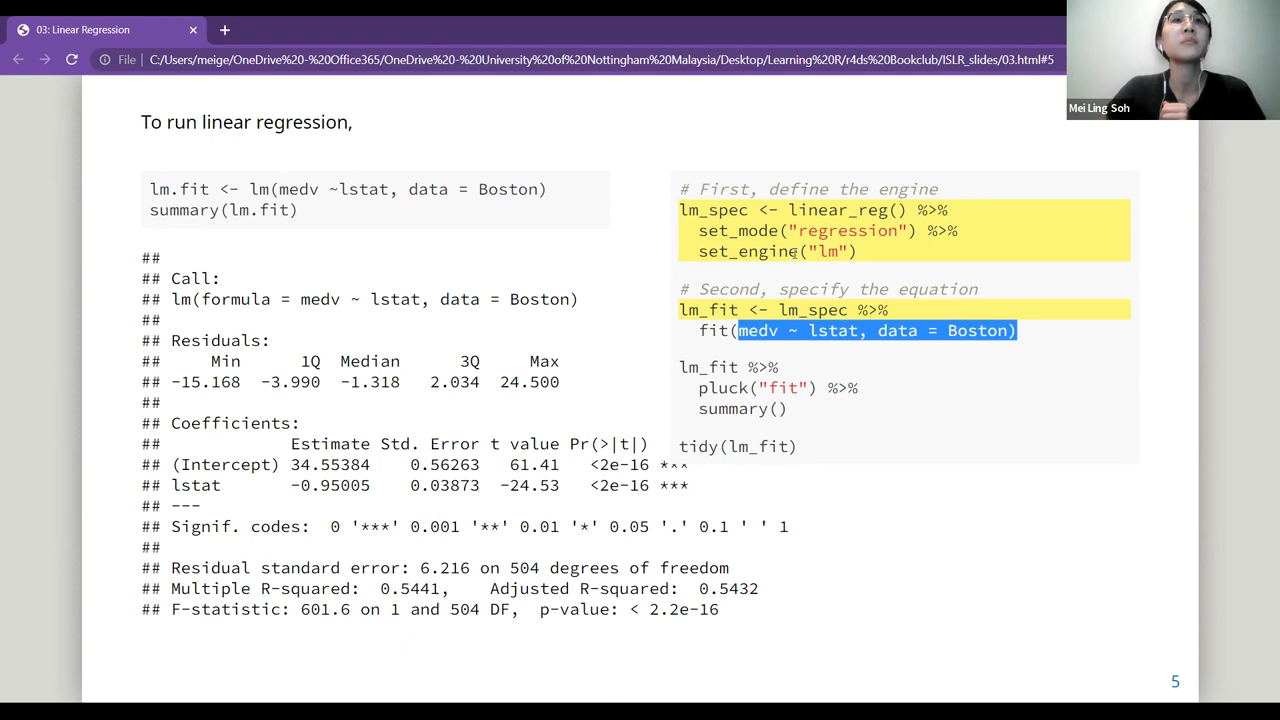 03: Linear Regression
File C:/Users/meige/OneDrive%20-%20Office365/OneDrive%20-%20University%20of%20Nottingham%20Malaysia/Desktop/Learning%20R/r4ds%20Bookclub/ISLR_slides/03.html#5
Mei Ling Soh
To run linear regression,
lm.fit <- lm(medv ~lstat, data = Boston)
summary(lm.fit)
##
## Call:
## lm(formula = medv ~ lstat, data = Boston)
##
## Residuals:
## Min 1Q Median 3Q Max
## -15.168 -3.990 -1.318 2.034 24.500
##
## Coefficients:
## Estimate Std. Error t value Pr(>|t|)
## (Intercept) 34.55384 0.56263 61.41 <2e-16 ***
## lstat -0.95005 0.03873 -24.53 <2e-16 ***
## ---
## Signif. codes: 0 '***' 0.001 '**' 0.01 '*' 0.05 '.' 0.1 ' ' 1
##
## Residual standard error: 6.216 on 504 degrees of freedom
## Multiple R-squared: 0.5441, Adjusted R-squared: 0.5432
## F-statistic: 601.6 on 1 and 504 DF, p-value: < 2.2e-16
# First, define the engine
lm_spec <- linear_reg() %>%
set_mode("regression") %>%
set_engine("lm")
# Second, specify the equation
lm_fit <- lm_spec %>%
fit(medv ~ lstat, data = Boston)
lm_fit %>%
pluck("fit") %>%
summary()
tidy(lm_fit)
5